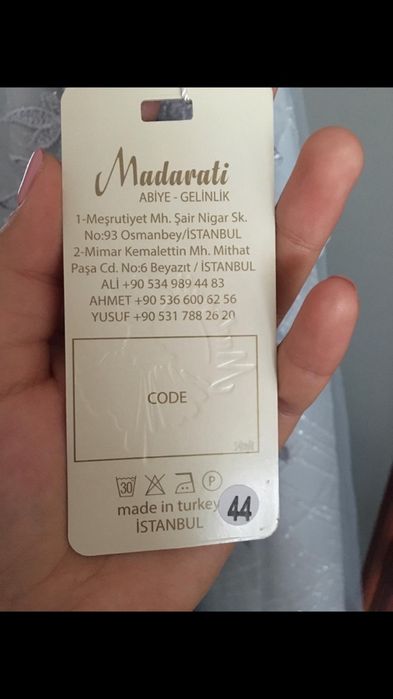 Madarati
ABİYE - GELİNLİK
1-Meşrutiyet Mh. Şair Nigar Sk.
No:93 Osmanbey/İSTANBUL
2-Mimar Kemalettin Mh. Mithat
Paşa Cd. No:6 Beyazıt / İSTANBUL
ALİ +90 534 989 44 83
AHMET +90 536 600 62 56
YUSUF +90 531 788 26 20
CODE
30 P
made in turkey
İSTANBUL
44